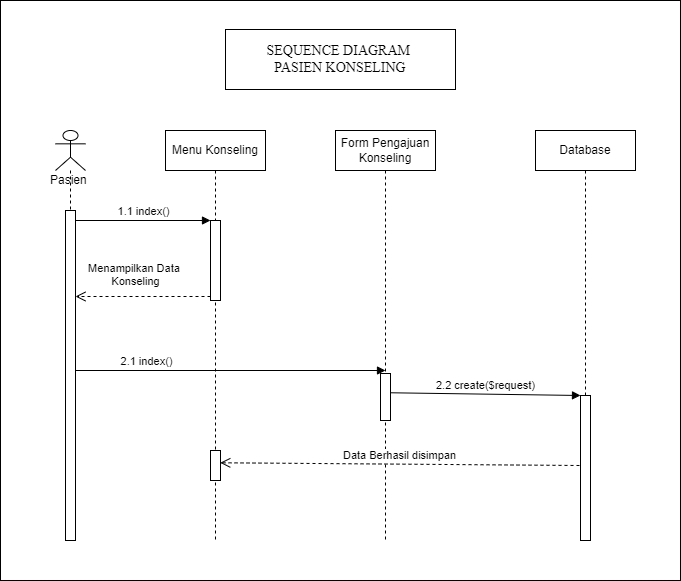 SEQUENCE DIAGRAM
PASIEN KONSELING
Pasien
Menu Konseling
Form Pengajuan
Konseling
Database
1.1 index()
Menampilkan Data
Konseling
2.1 index()
2.2 create($request)
Data Berhasil disimpan